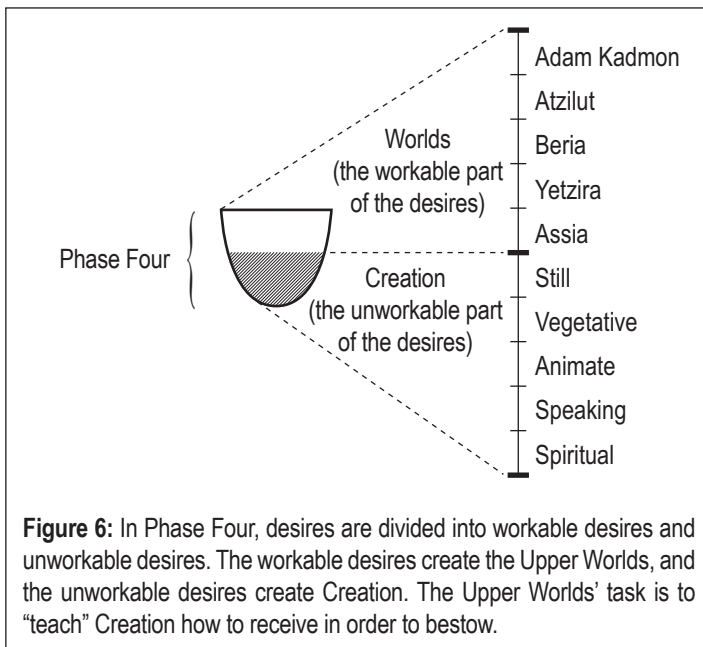 Phase Four
Worlds
(the workable part
of the desires)
Creation
(the unworkable part
of the desires)
Adam Kadmon
Atzilut
Beria
Yetzira
Assia
Still
Vegetative
Animate
Speaking
Spiritual
Figure 6: In Phase Four, desires are divided into workable desires and
unworkable desires. The workable desires create the Upper Worlds, and
the unworkable desires create Creation. The Upper Worlds’ task is to
“teach” Creation how to receive in order to bestow.